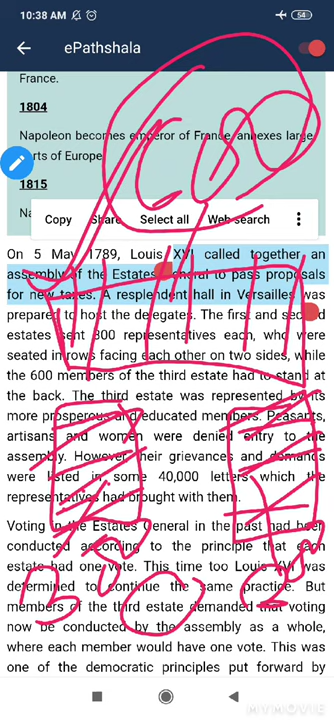 10:38 AM
54
ePathshala
France.
1804
Napoleon becomes emperor of France, annexes large
parts of Europe
1815
Na
Copy Share Select all Web search
On 5 May 1789, Louis XVI called together an
assembly of the Estates General to pass proposals
for new taxes. A resplendent hall in Versailles was
prepared to host the delegates. The first and second
estates sent 300 representatives each, who were
seated in rows facing each other on two sides, while
the 600 members of the third estate had to stand at
the back. The third estate was represented by its
more prosperous and educated members. Peasants,
artisans and women were denied entry to the
assembly. However their grievances and demands
were listed in some 40,000 letters which the
representatives had brought with them.
Voting in the Estates General in the past had been
conducted according to the principle that each
estate had one vote. This time too Louis XVI was
determined to continue the same practice. But
members of the third estate demanded that voting
now be conducted by the assembly as a whole,
where each member would have one vote. This was
one of the democratic principles put forward by
MYMOVIE